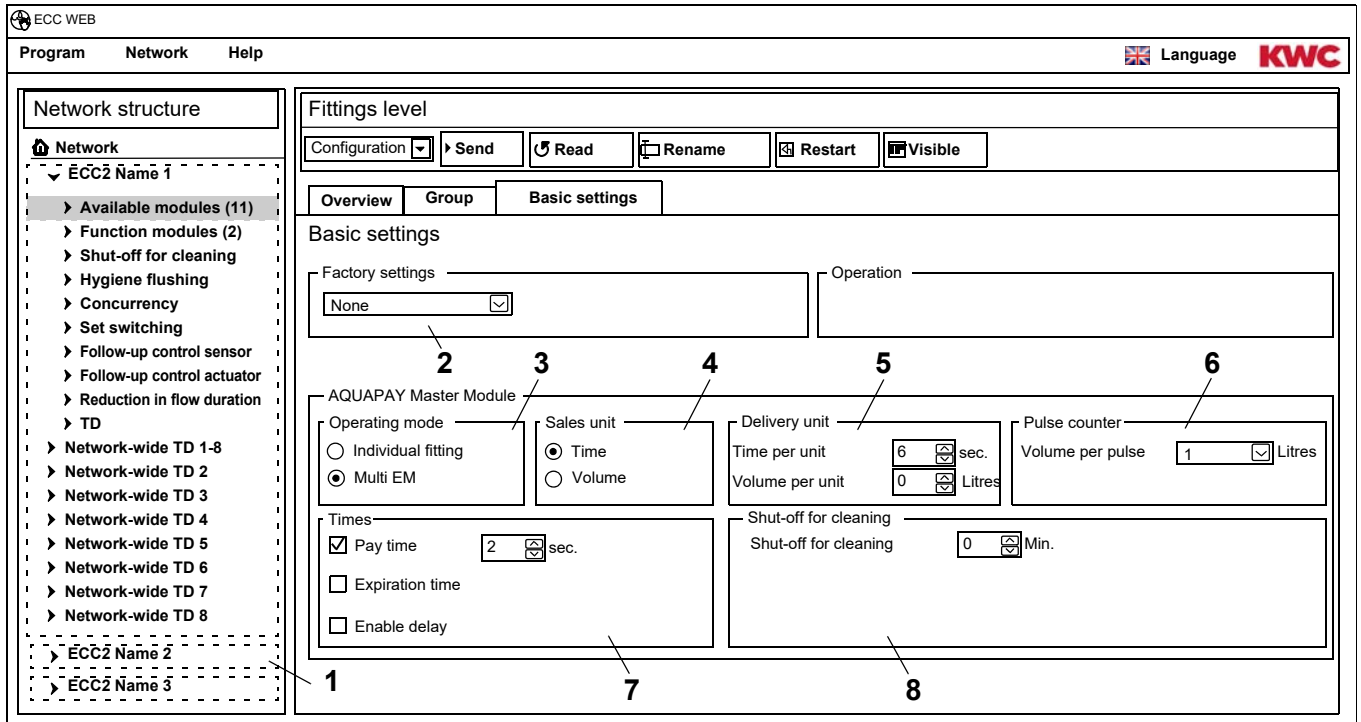 ECC WEB
Program Network Help Language KWC
Network structure
Network
ECC2 Name 1
Available modules (11)
Function modules (2)
Shut-off for cleaning
Hygiene flushing
Concurrency
Set switching
Follow-up control sensor
Follow-up control actuator
Reduction in flow duration
TD
Network-wide TD 1-8
Network-wide TD 2
Network-wide TD 3
Network-wide TD 4
Network-wide TD 5
Network-wide TD 6
Network-wide TD 7
Network-wide TD 8
ECC2 Name 2
ECC2 Name 3
1
Fittings level
Configuration Send Read Rename Restart Visible
Overview Group Basic settings
Basic settings
Factory settings
None
Operation
2 3 4 5 6
AQUAPAY Master Module
Operating mode
Individual fitting
Multi EM
Sales unit
Time
Volume
Delivery unit
Time per unit 6 sec.
Volume per unit 0 Litres
Pulse counter
Volume per pulse 1 Litres
Times
Pay time 2 sec.
Expiration time
Enable delay
Shut-off for cleaning
Shut-off for cleaning 0 Min.
7 8